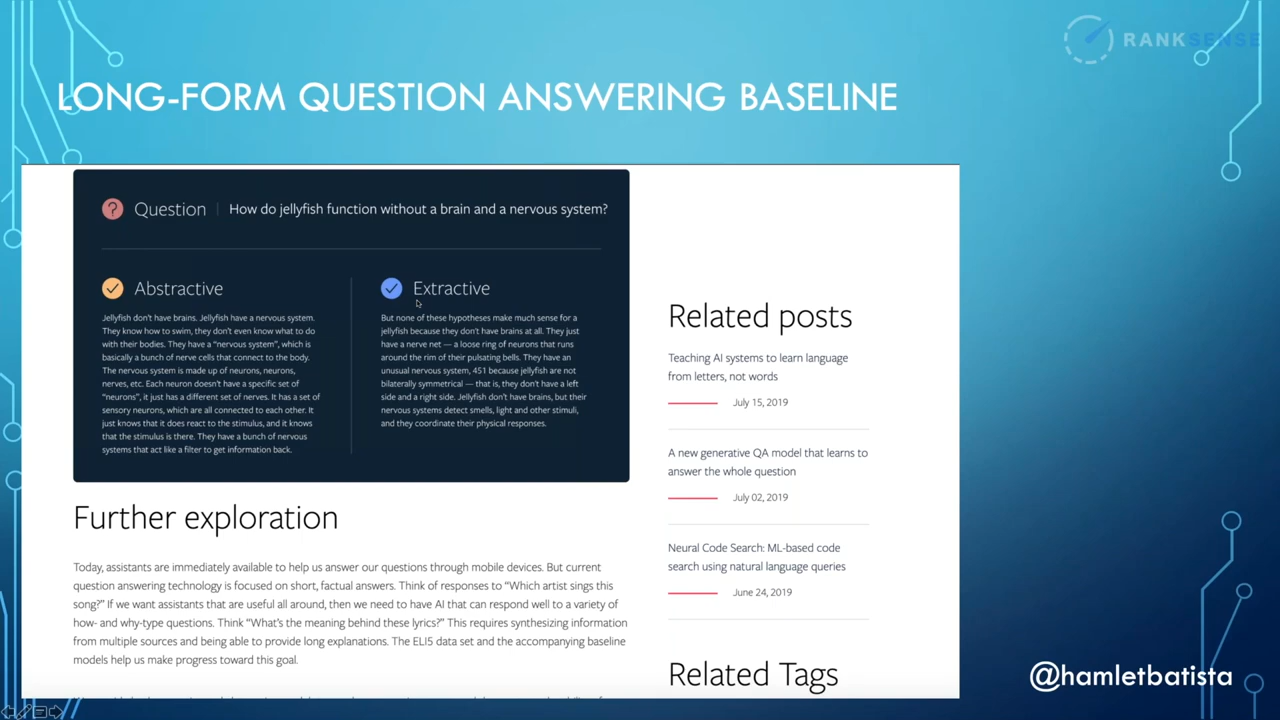 RANKSENSE
LONG-FORM QUESTION ANSWERING BASELINE
Question
How do jellyfish function without a brain and a nervous system?
Abstractive
Jellyfish don't have brains. Jellyfish have a nervous system.
They know how to swim, they don't even know what to do
with their bodies. They have a “nervous system”, which is
basically a bunch of nerve cells that connect to the body.
The nervous system is made up of neurons, neurons,
nerves, etc. Each neuron doesn't have a specific set of
“neurons”, it just has a different set of nerves. It has a set of
sensory neurons, which are all connected to each other. It
just knows that it does react to the stimulus, and it knows
that the stimulus is there. They have a bunch of nervous
systems that act like a filter to get information back.
Extractive
But none of these hypotheses make much sense for a
jellyfish because they don't have brains at all. They just
have a nerve net — a loose ring of neurons that runs
around the rim of their pulsating bells. They have an
unusual nervous system, 451 because jellyfish are not
bilaterally symmetrical — that is, they don't have a left
side and a right side. Jellyfish don't have brains, but their
nervous systems detect smells, light and other stimuli,
and they coordinate their physical responses.
Further exploration
Today, assistants are immediately available to help us answer our questions through mobile devices. But current
question answering technology is focused on short, factual answers. Think of responses to “Which artist sings this
song?” If we want assistants that are useful all around, then we need to have AI that can respond well to a variety of
how- and why-type questions. Think “What's the meaning behind these lyrics?” This requires synthesizing information
from multiple sources and being able to provide long explanations. The ELI5 data set and the accompanying baseline
models help us make progress toward this goal.
Related posts
Teaching AI systems to learn language
from letters, not words
July 15, 2019
A new generative QA model that learns to
answer the whole question
July 02, 2019
Neural Code Search: ML-based code
search using natural language queries
June 24, 2019
Related Tags
@hamletbatista